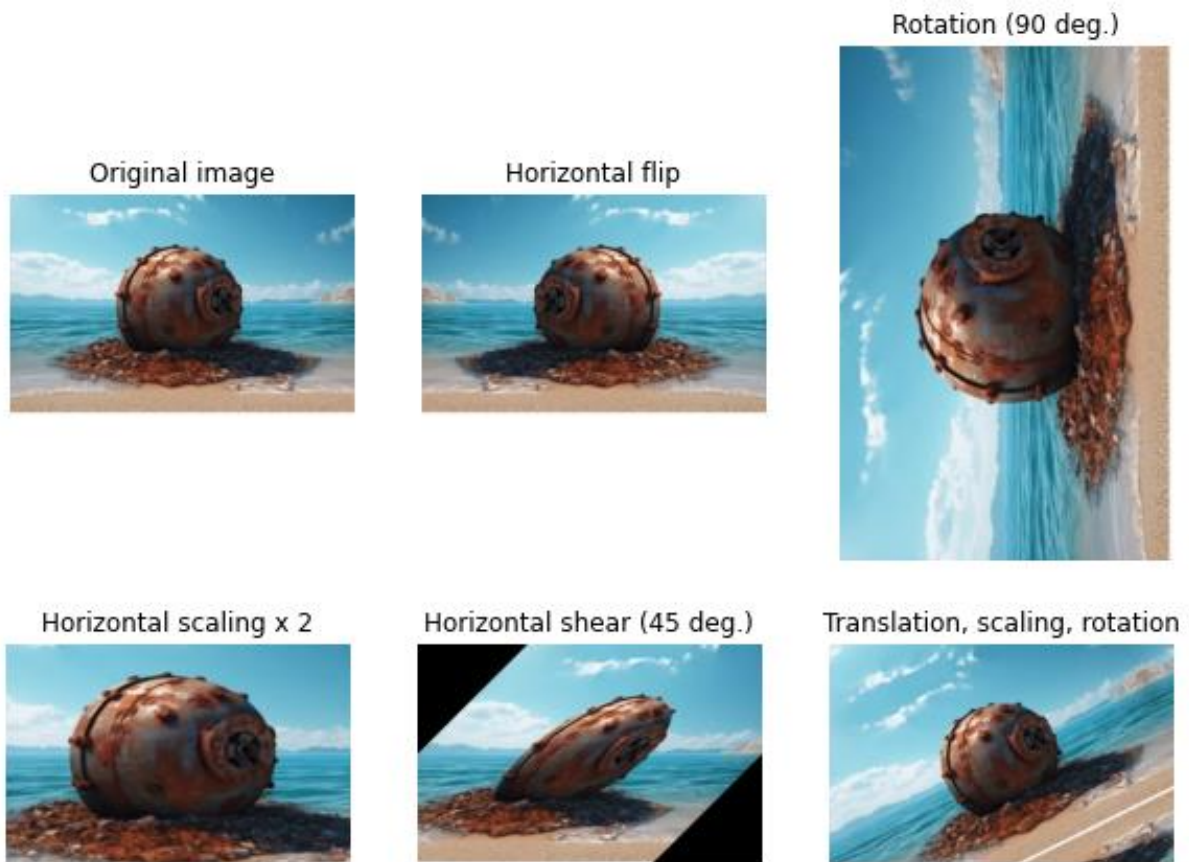 Rotation (90 deg.)
Original image
Horizontal flip
Horizontal scaling x 2
Horizontal shear (45 deg.)
Translation, scaling, rotation